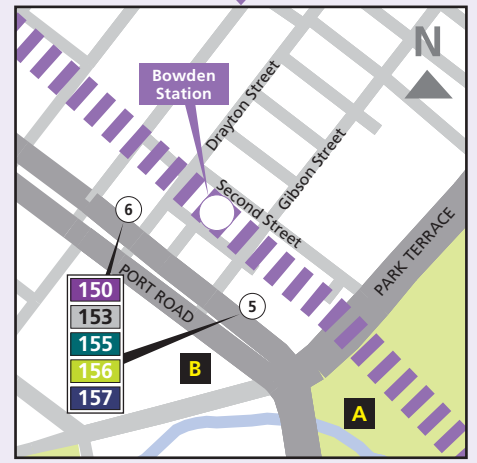 N
Bowden
Station
Drayton Street
Gibson Street
Second Street
6
PARK TERRACE
150
153
155
156
157
PORT ROAD
5
B
A